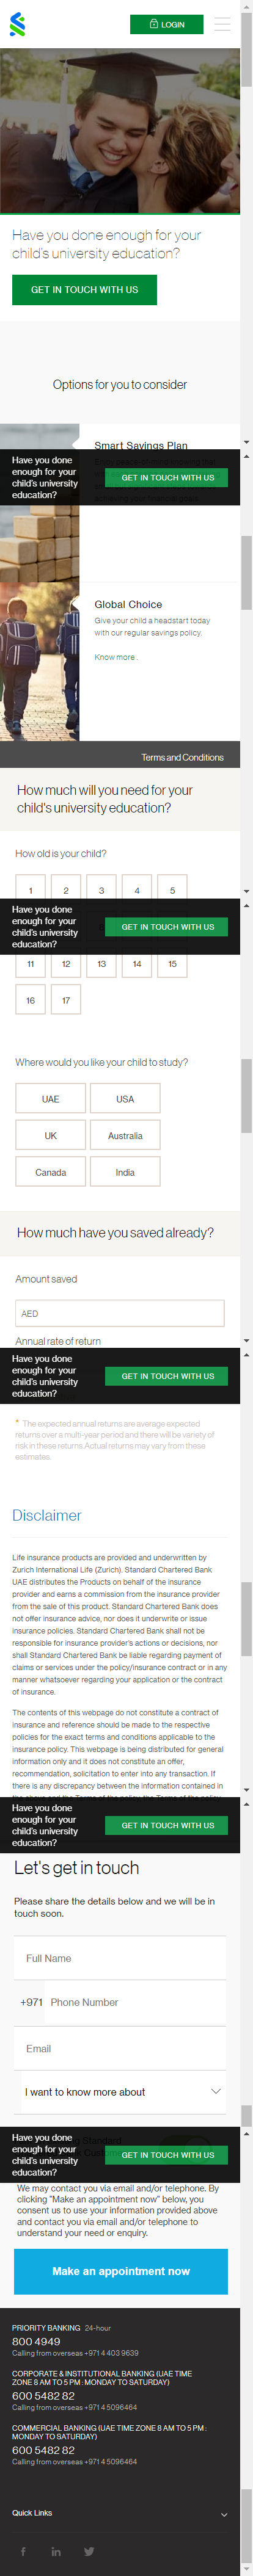 LOGIN
Have you done enough for your
child's university education?
GET IN TOUCH WITH US
Options for you to consider
Smart Savings Plan
Have you done
enough for your
child's university
education?
GET IN TOUCH WITH US
Global Choice
Give your child a headstart today
with our regular savings policy.
Know more..
Terms and Conditions
How much will you need for your
child's university education?
How old is your child?
1 2 3 4 5
Have you done
enough for your
child's university
education?
GET IN TOUCH WITH US
11 12 13 14 15
16 17
Where would you like your child to study?
UAE USA
UK Australia
Canada India
How much have you saved already?
Amount saved
AED
Annual rate of return
Have you done
enough for your
child's university
education?
GET IN TOUCH WITH US
* The expected annual returns are average expected
returns over a multi-year period and there will be variety of
risk in these returns.Actual returns may vary from these
estimates.
Disclaimer
Life insurance products are provided and underwritten by
Zurich International Life (Zurich). Standard Chartered Bank
UAE distributes the Products on behalf of the insurance
provider and earns a commission from the insurance provider
from the sale of this product. Standard Chartered Bank does
not offer insurance advice, nor does it underwrite or issue
insurance policies. Standard Chartered Bank shall not be
responsible for insurance provider's actions or decisions, nor
shall Standard Chartered Bank be liable regarding payment of
claims or services under the policy/insurance contract or in any
manner whatsoever regarding your application or the contract
of insurance.
The contents of this webpage do not constitute a contract of
insurance and reference should be made to the respective
policies for the exact terms and conditions applicable to the
insurance policy. This webpage is being distributed for general
information only and it does not constitute an offer,
recommendation, solicitation to enter into any transaction. If
there is any discrepancy between the information contained in
Have you done
enough for your
child's university
education?
GET IN TOUCH WITH US
Let's get in touch
Please share the details below and we will be in
touch soon.
Full Name
+971 Phone Number
Email
I want to know more about
Have you done
enough for your
child's university
education?
GET IN TOUCH WITH US
We may contact you via email and/or telephone. By
clicking "Make an appointment now" below, you
consent to us use your information provided above
and contact you via email and/or telephone to
understand your need or enquiry.
Make an appointment now
PRIORITY BANKING 24-hour
800 4949
Calling from overseas +971 4 403 9639
CORPORATE & INSTITUTIONAL BANKING (UAE TIME
ZONE 8 AM TO 5 PM : MONDAY TO SATURDAY)
600 5482 82
Calling from overseas +971 4 5096464
COMMERCIAL BANKING (UAE TIME ZONE 8 AM TO 5 PM :
MONDAY TO SATURDAY)
600 5482 82
Calling from overseas +971 4 5096464
Quick Links